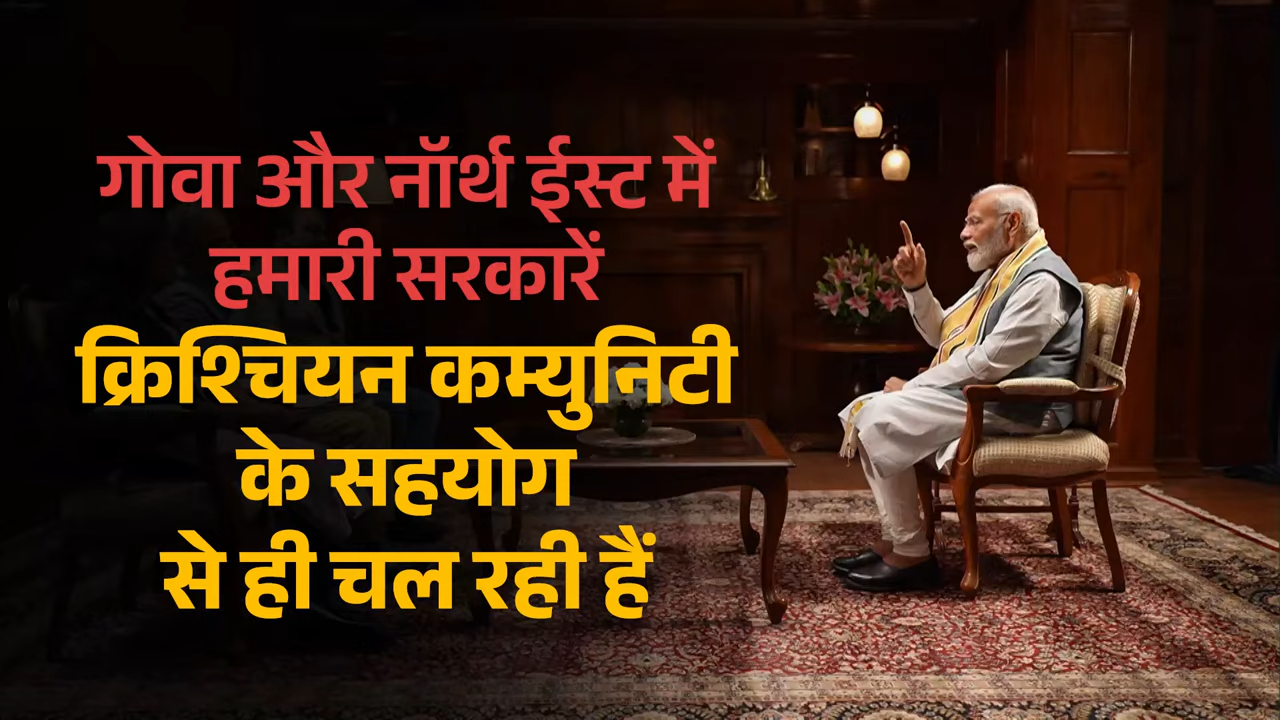 गोवा और नॉर्थ ईस्ट में
हमारी सरकारें
क्रिश्चियन कम्युनिटी
के सहयोग
से ही चल रही हैं